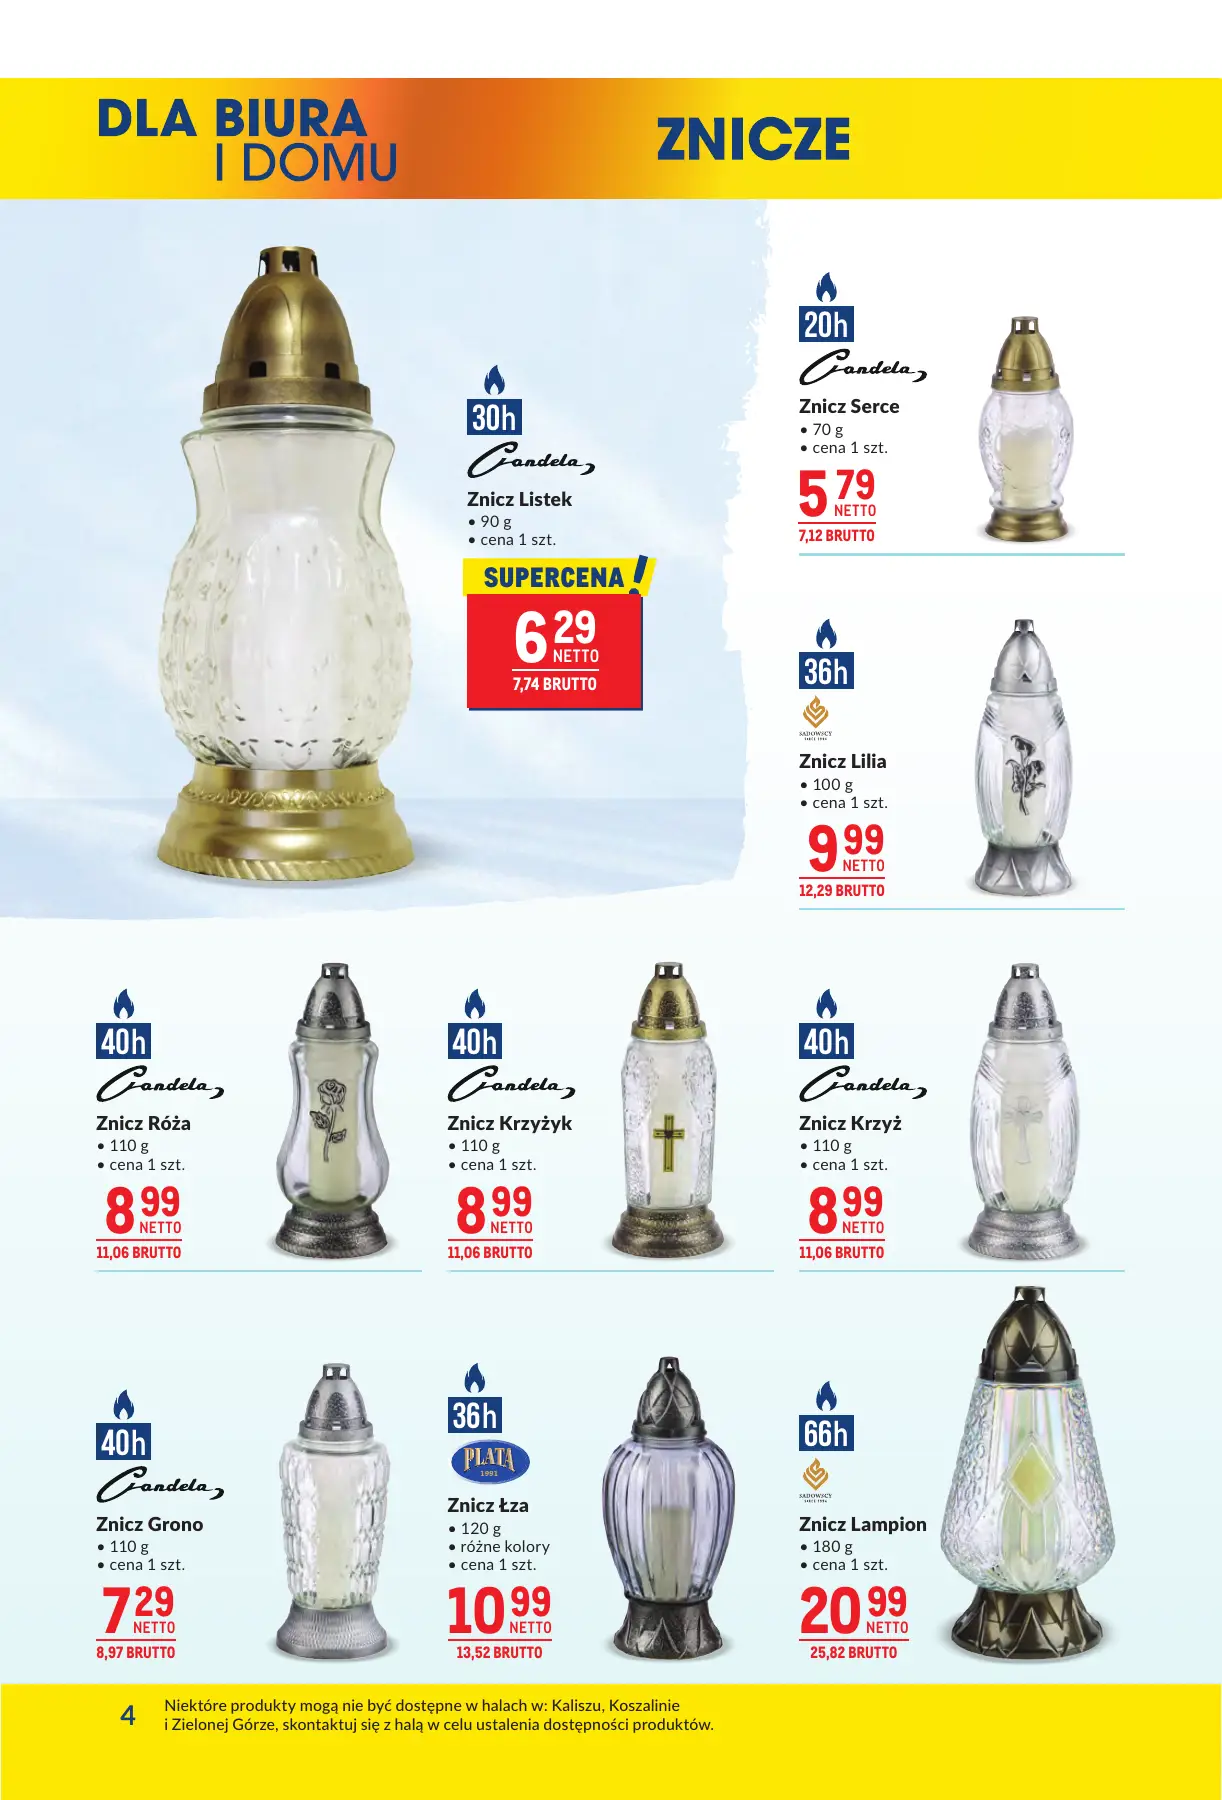 DLA BIURA
I DOMU
ZNICZE
30h
Candela
Znicz Listek
• 90 g
• cena 1 szt.
SUPERCENA!
6 29
NETTO
7,74 BRUTTO
20h
Candela
Znicz Serce
• 70 g
• cena 1 szt.
5 79
NETTO
7,12 BRUTTO
36h
SADOWSCY
Znicz Lilia
• 100 g
• cena 1 szt.
9 99
NETTO
12,29 BRUTTO
40h
Candela
Znicz Róża
• 110 g
• cena 1 szt.
8 99
NETTO
11,06 BRUTTO
40h
Candela
Znicz Krzyżyk
• 110 g
• cena 1 szt.
8 99
NETTO
11,06 BRUTTO
40h
Candela
Znicz Krzyż
• 110 g
• cena 1 szt.
8 99
NETTO
11,06 BRUTTO
40h
Candela
Znicz Grono
• 110 g
• cena 1 szt.
7 29
NETTO
8,97 BRUTTO
36h
PLATA
1991
Znicz Łza
• 120 g
• różne kolory
• cena 1 szt.
10 99
NETTO
13,52 BRUTTO
66h
SADOWSCY
Znicz Lampion
• 180 g
• cena 1 szt.
20 99
NETTO
25,82 BRUTTO
4
Niektóre produkty mogą nie być dostępne w halach w: Kaliszu, Koszalinie
i Zielonej Górze, skontaktuj się z halą w celu ustalenia dostępności produktów.